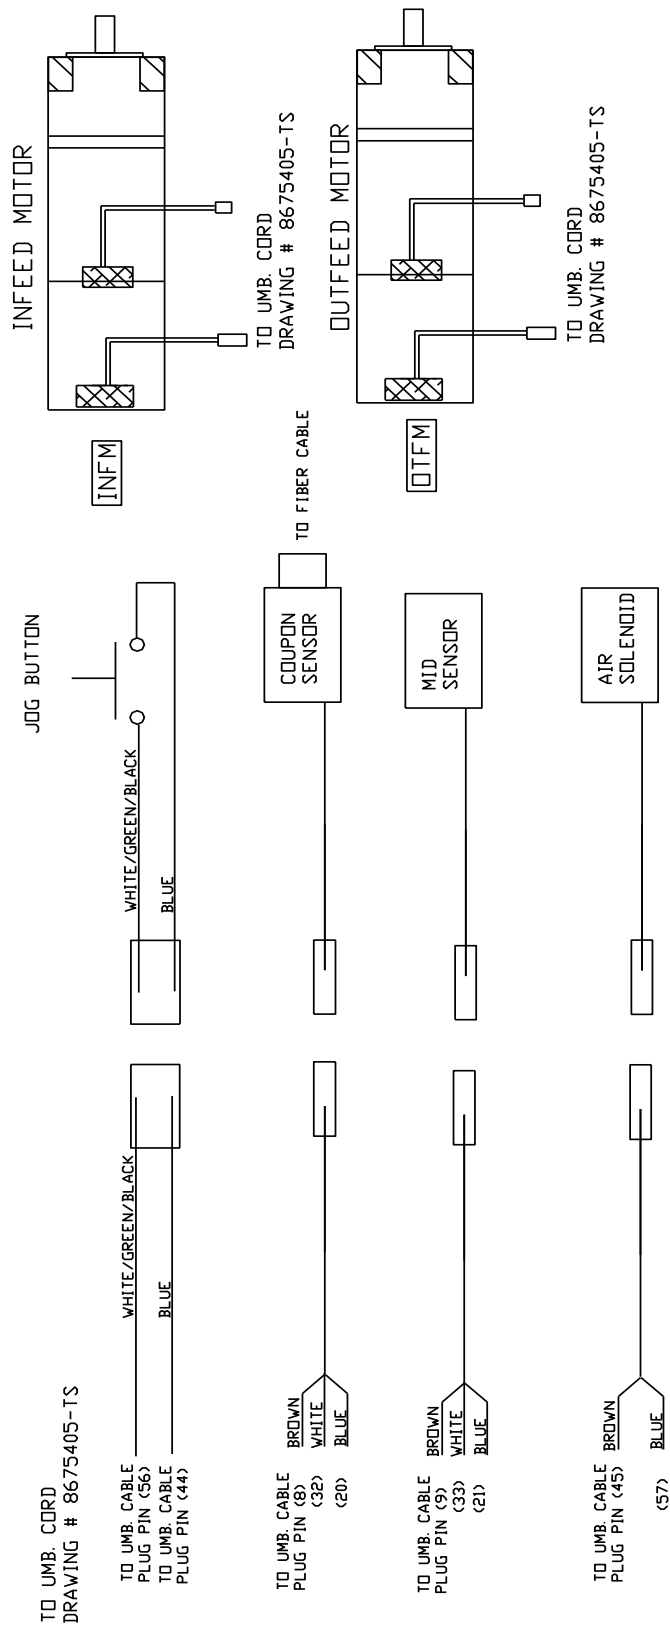 TO UMB. CORD
DRAWING # 8675405-TS
TO UMB. CABLE
PLUG PIN (56)
TO UMB. CABLE
PLUG PIN (44)
WHITE/GREEN/BLACK
BLUE
WHITE/GREEN/BLACK
BLUE
JOG BUTTON
INFEED MOTOR
INFM
TO UMB. CORD
DRAWING # 8675405-TS
TO UMB. CABLE
PLUG PIN (8)
(32)
(20)
BROWN
WHITE
BLUE
COUPON
SENSOR
TO FIBER CABLE
OUTFEED MOTOR
OTFM
TO UMB. CORD
DRAWING # 8675405-TS
TO UMB. CABLE
PLUG PIN (9)
(33)
(21)
BROWN
WHITE
BLUE
MID
SENSOR
TO UMB. CABLE
PLUG PIN (45)
(57)
BROWN
BLUE
AIR
SOLENOID